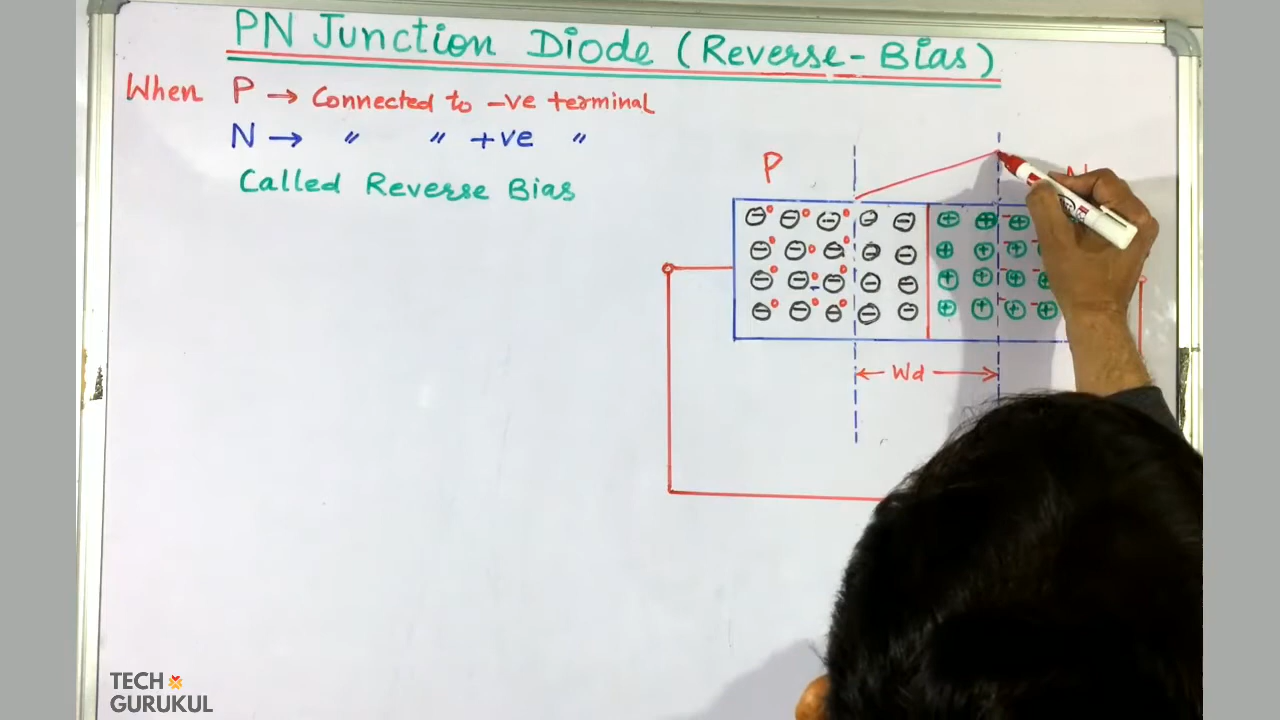 PN Junction Diode (Reverse-Bias)
When P → Connected to -ve terminal
N → " " +ve "
Called Reverse Bias
P
N
Wd
TECH
GURUKUL